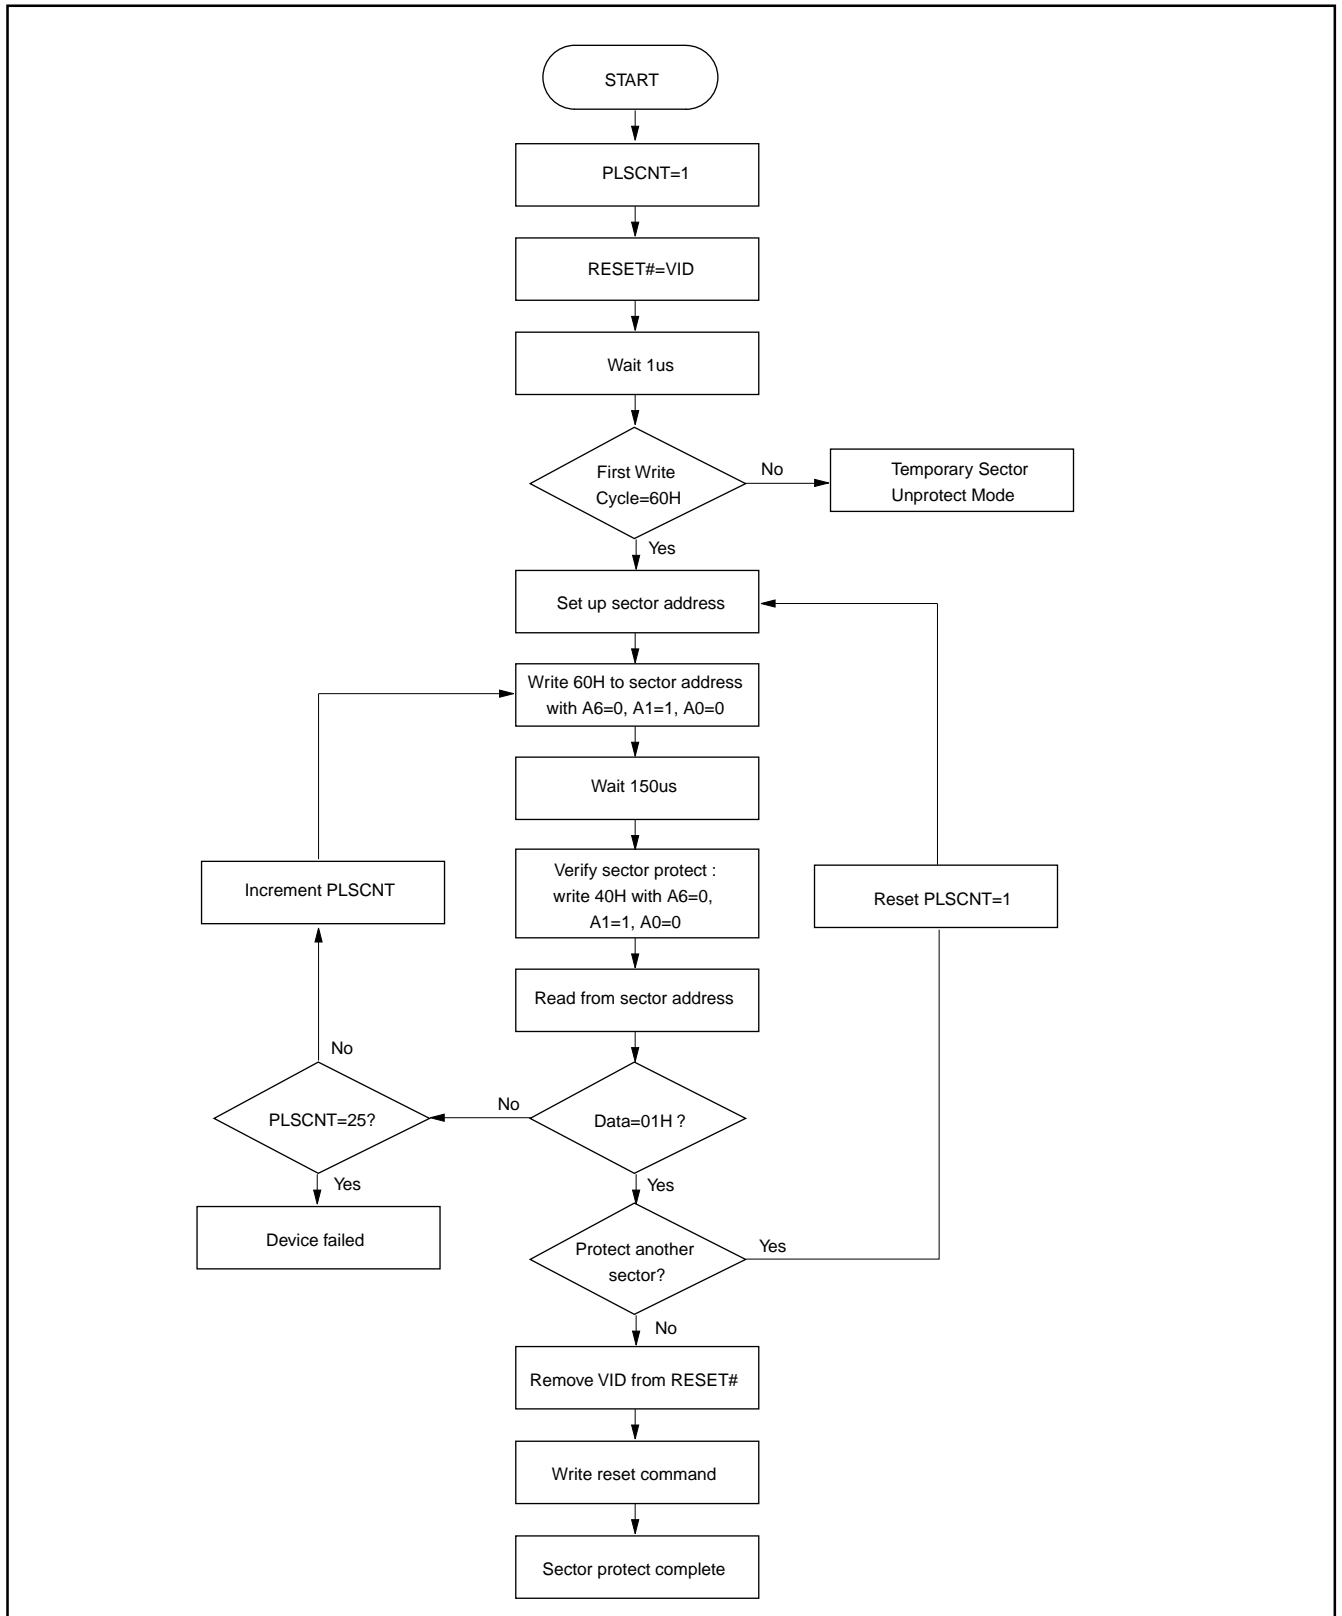 START
PLSCNT=1
RESET#=VID
Wait 1us
First Write
Cycle=60H
No
Temporary Sector
Unprotect Mode
Yes
Set up sector address
Write 60H to sector address
with A6=0, A1=1, A0=0
Wait 150us
Increment PLSCNT
Verify sector protect :
write 40H with A6=0,
A1=1, A0=0
Reset PLSCNT=1
Read from sector address
No
PLSCNT=25?
No
Data=01H ?
Yes
Yes
Device failed
Protect another
sector?
Yes
No
Remove VID from RESET#
Write reset command
Sector protect complete